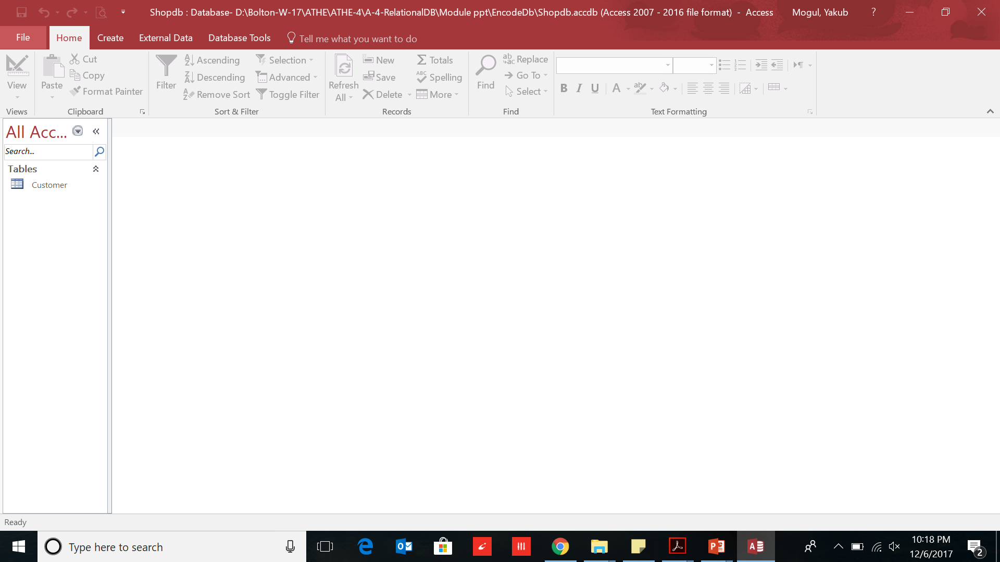 Shopdb : Database- D:\Bolton-W-17\ATHE\ATHE-4\A-4-RelationalDB\Module ppt\EncodeDb\Shopdb.accdb (Access 2007 - 2016 file format) - Access Mogul, Yakub ?
File Home Create External Data Database Tools Tell me what you want to do
View
Views
Paste
Cut
Copy
Format Painter
Clipboard
Filter
Ascending
Descending
Remove Sort
Selection
Advanced
Toggle Filter
Sort & Filter
Refresh
All
New
Save
Delete
Totals
Spelling
More
Records
Find
Replace
Go To
Select
Find
B I U A
Text Formatting
All Acc...
Search...
Tables
Customer
Ready
Type here to search
10:18 PM
12/6/2017
2